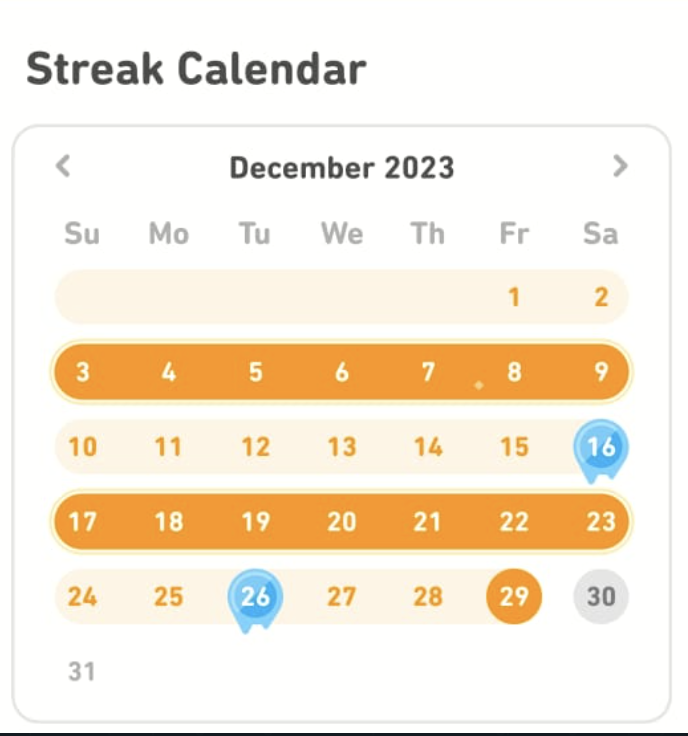 Streak Calendar
December 2023
Su Mo Tu We Th Fr Sa
1 2
3 4 5 6 7 8 9
10 11 12 13 14 15 16
17 18 19 20 21 22 23
24 25 26 27 28 29 30
31